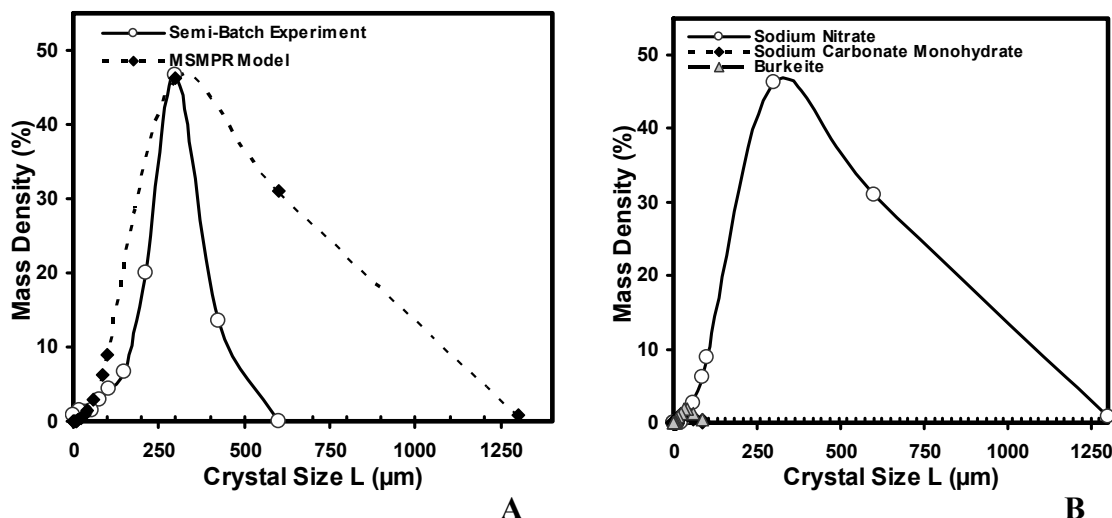 Semi-Batch Experiment
MSMPR Model
Mass Density (%)
50
40
30
20
10
0
0 250 500 750 1000 1250
Crystal Size L (µm)
A
Sodium Nitrate
Sodium Carbonate Monohydrate
Burkeite
Mass Density (%)
50
40
30
20
10
0
0 250 500 750 1000 1250
Crystal Size L (µm)
B